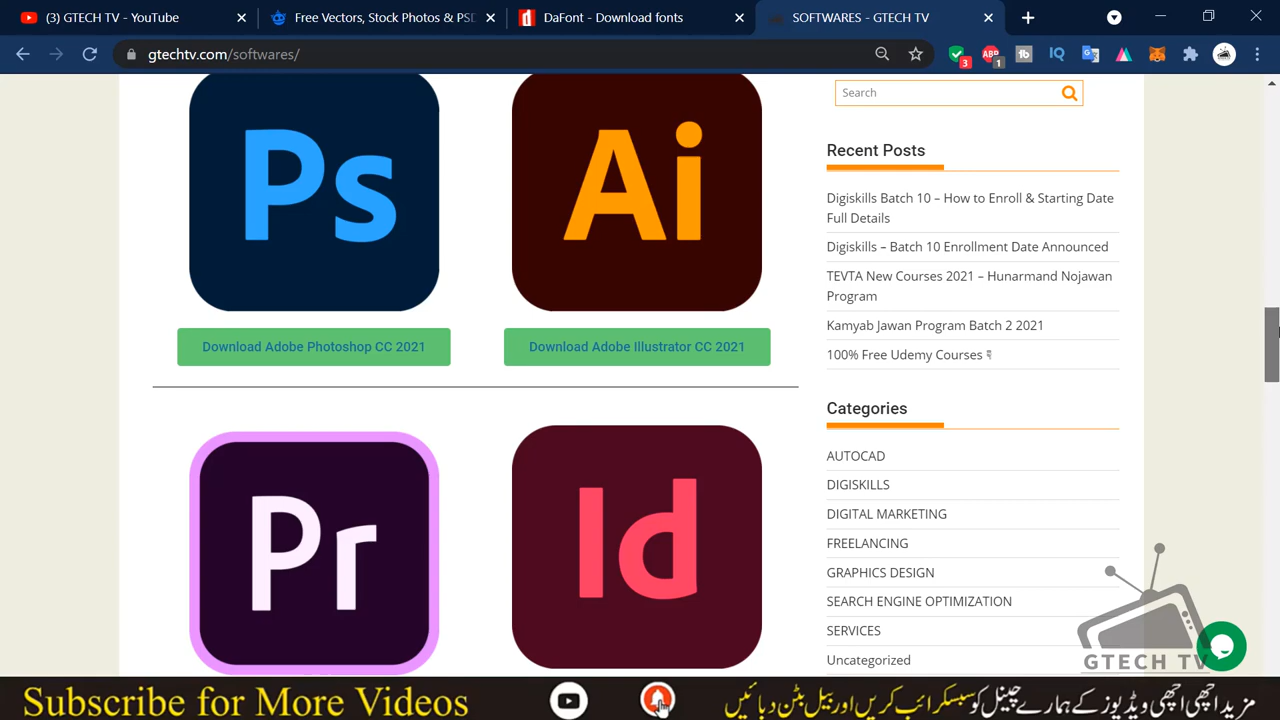 (3) GTECH TV - YouTube
Free Vectors, Stock Photos & PSD
DaFont - Download fonts
SOFTWARES - GTECH TV
gtechtv.com/softwares/
3
ABP
1
tb
IQ
Search
Ps
Ai
Download Adobe Photoshop CC 2021
Download Adobe Illustrator CC 2021
Pr
Id
Recent Posts
Digiskills Batch 10 – How to Enroll & Starting Date
Full Details
Digiskills – Batch 10 Enrollment Date Announced
TEVTA New Courses 2021 – Hunarmand Nojawan
Program
Kamyab Jawan Program Batch 2 2021
100% Free Udemy Courses
Categories
AUTOCAD
DIGISKILLS
DIGITAL MARKETING
FREELANCING
GRAPHICS DESIGN
SEARCH ENGINE OPTIMIZATION
SERVICES
Uncategorized
GTECH TV
Subscribe for More Videos
مزید اچھی اچھی ویڈیوز کے ہمارے چینل کو سبسکرائب کریں اور بیل بٹن دبائیں